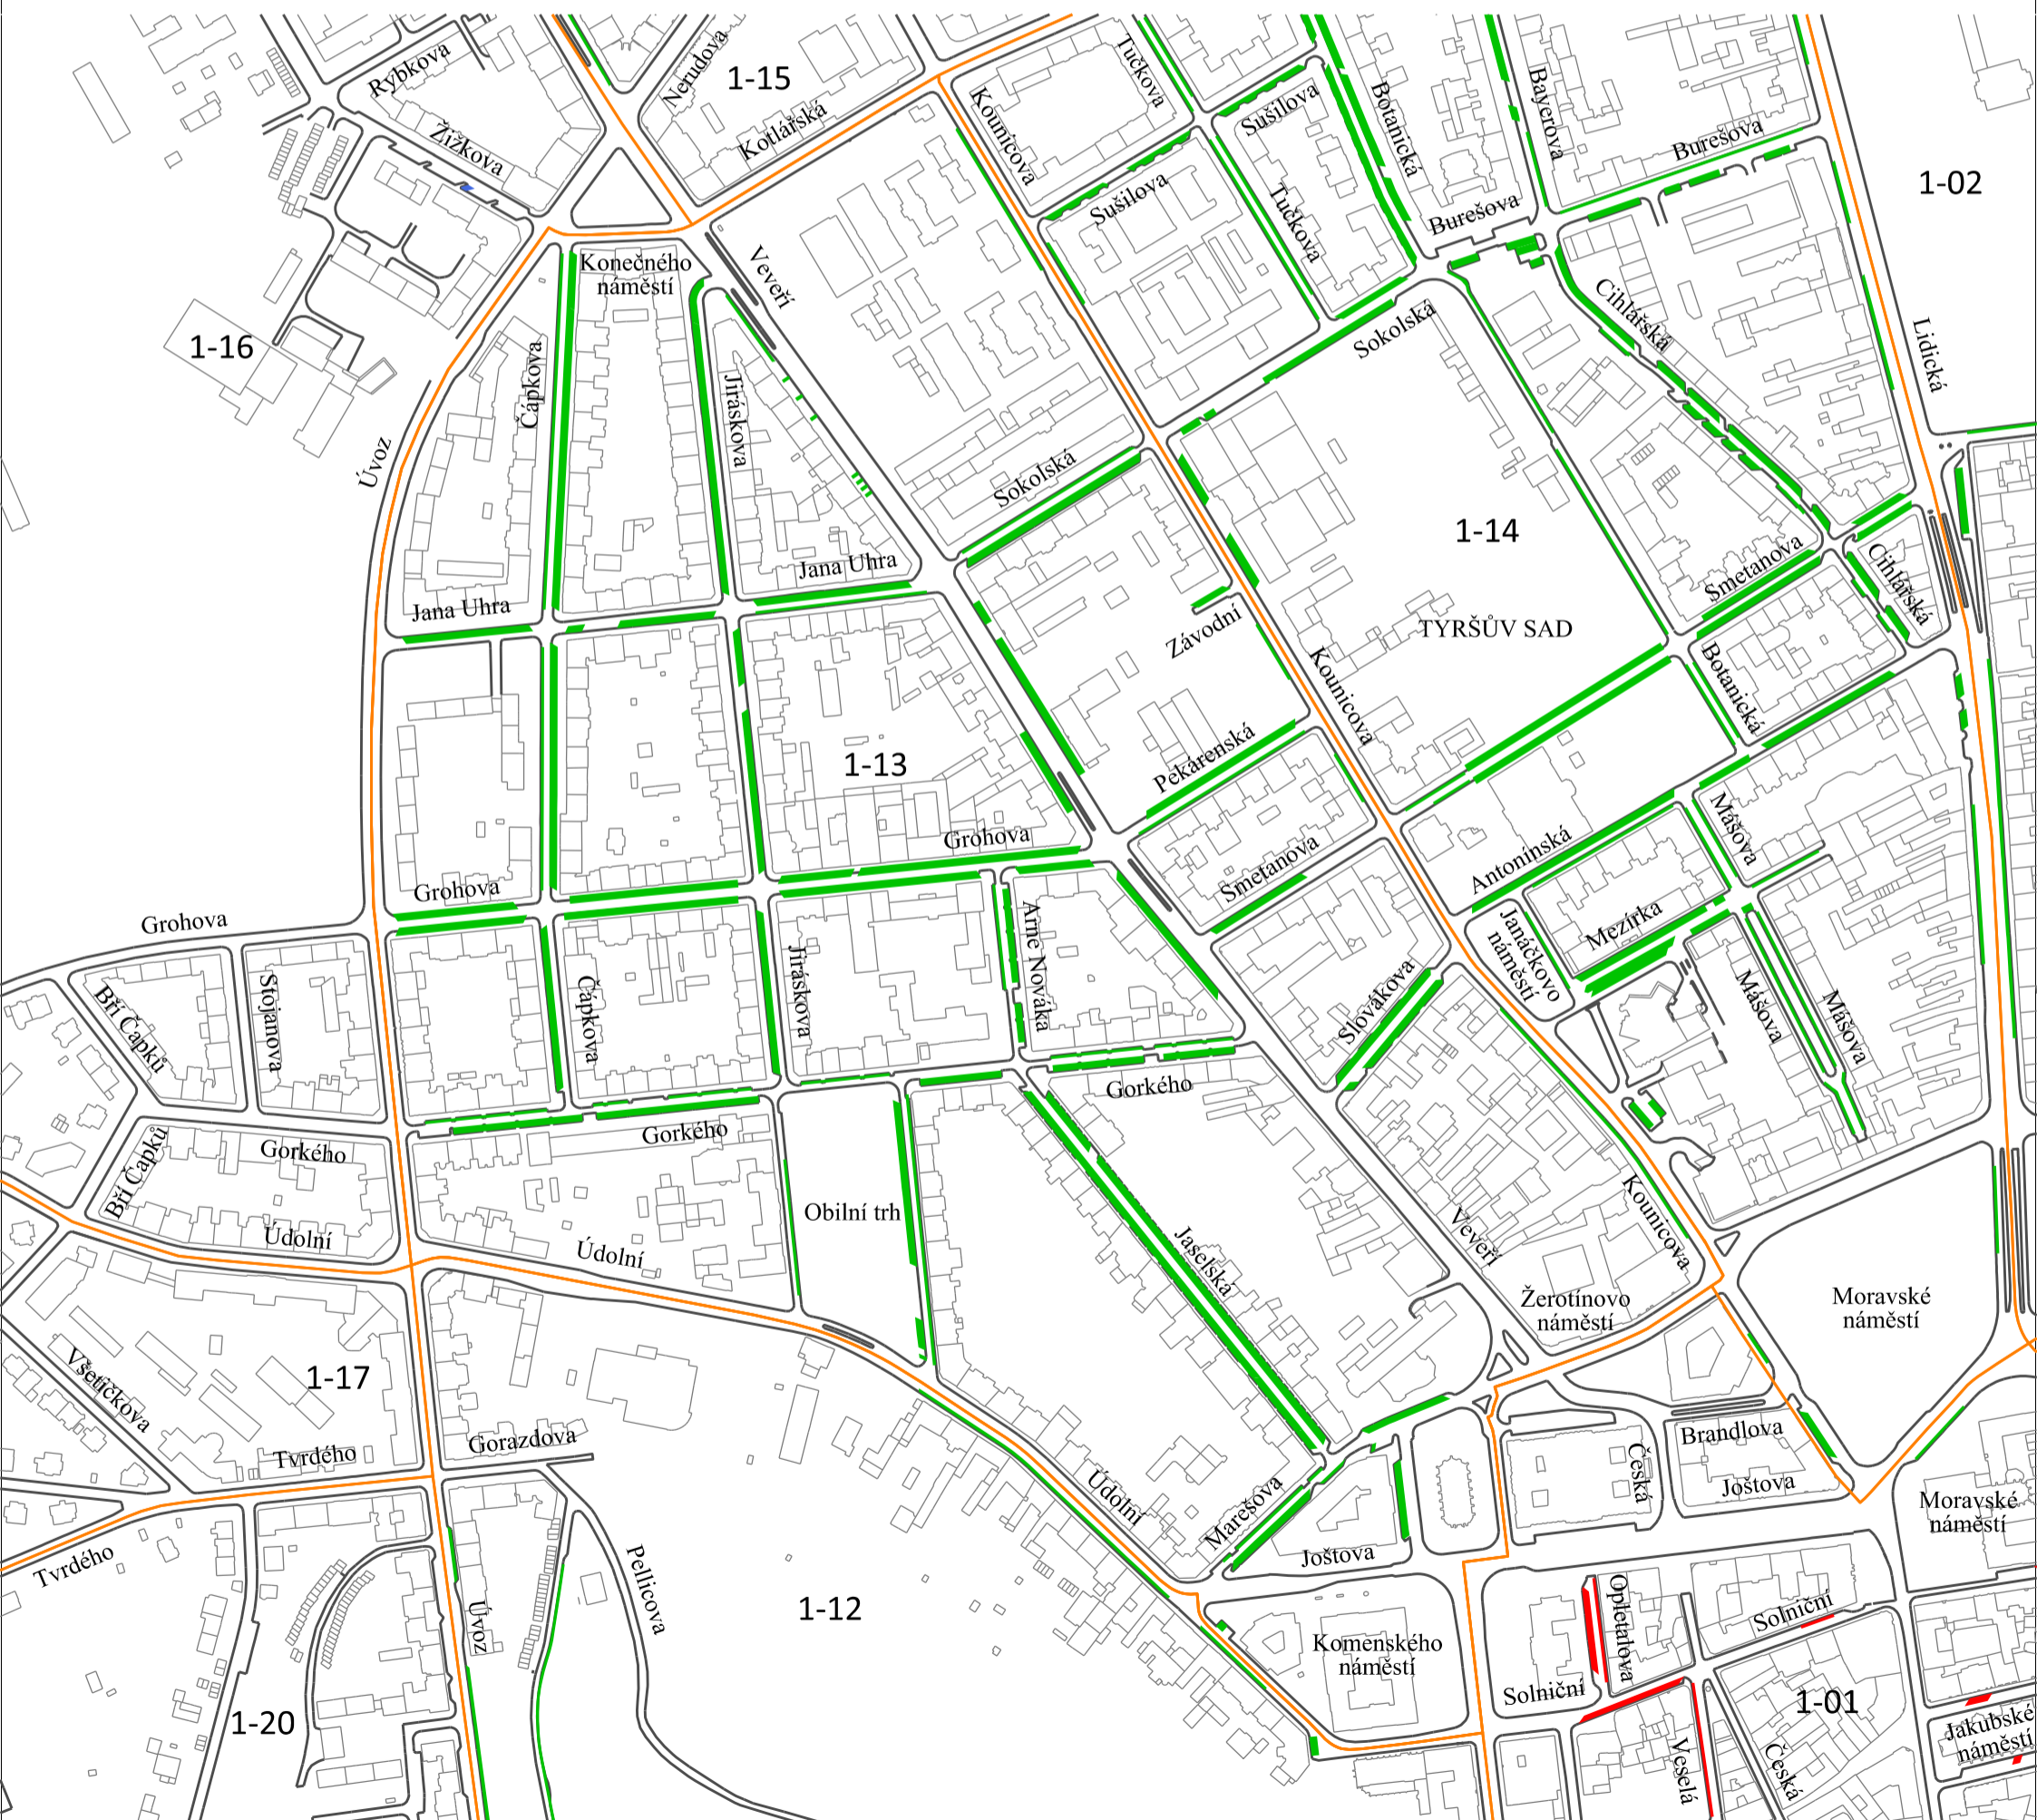 Rybkova
Nerudova
1-15
Tučkova
Kounicova
Kotlářská
Žižkova
Sušilova
Botanická
Bayerova
Burešova
1-02
Sušilova
Tučkova
Burešova
Konečného
náměstí
Veveří
Cihlářská
1-16
Čápkova
Jiráskova
Sokolská
Lidická
Úvoz
Sokolská
1-14
Jana Uhra
Jana Uhra
Smetanova
Cihlářská
Závodní
TYRŠŮV SAD
Kounicova
Botanická
1-13
Pekárenská
Mášova
Grohova
Antonínská
Smetanova
Grohova
Grohova
Arne Nováka
Mezírka
Janáčkovo
náměstí
Bří Čapků
Stojanova
Čápkova
Jiráskova
Slovákova
Mášova
Mášova
Gorkého
Gorkého
Gorkého
Bří Čapků
Údolní
Údolní
Obilní trh
Jaselská
Veveří
Kounicova
Žerotínovo
náměstí
Moravské
náměstí
Všetičkova
1-17
Tvrdého
Gorazdova
Údolní
Marešova
Brandlova
Česká
Joštova
Moravské
náměstí
Joštova
Tvrdého
Pellicova
Úvoz
1-12
Opletalova
Solniční
Komenského
náměstí
Solniční
1-01
1-20
Veselá
Česká
Jakubské
náměstí